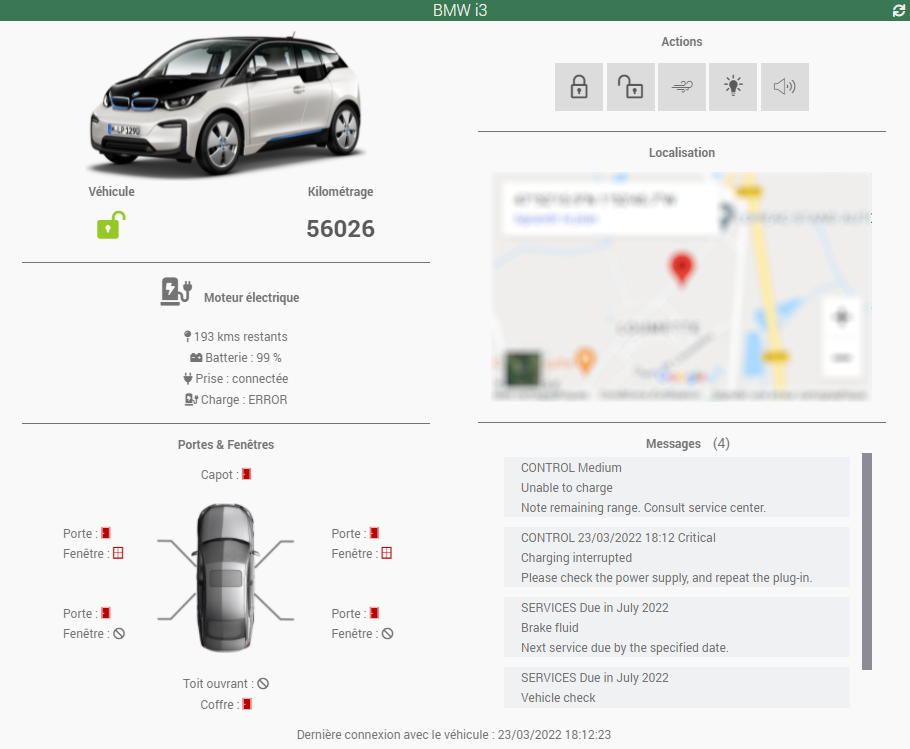 BMW i3
Véhicule
Kilométrage
56026
Moteur électrique
193 kms restants
Batterie : 99 %
Prise : connectée
Charge : ERROR
Portes & Fenêtres
Capot :
Porte :
Fenêtre :
Porte :
Fenêtre :
Porte :
Fenêtre :
Porte :
Fenêtre :
Toit ouvrant :
Coffre :
Actions
Localisation
Google
Messages (4)
CONTROL Medium
Unable to charge
Note remaining range. Consult service center.
CONTROL 23/03/2022 18:12 Critical
Charging interrupted
Please check the power supply, and repeat the plug-in.
SERVICES Due in July 2022
Brake fluid
Next service due by the specified date.
SERVICES Due in July 2022
Vehicle check
Dernière connexion avec le véhicule : 23/03/2022 18:12:23